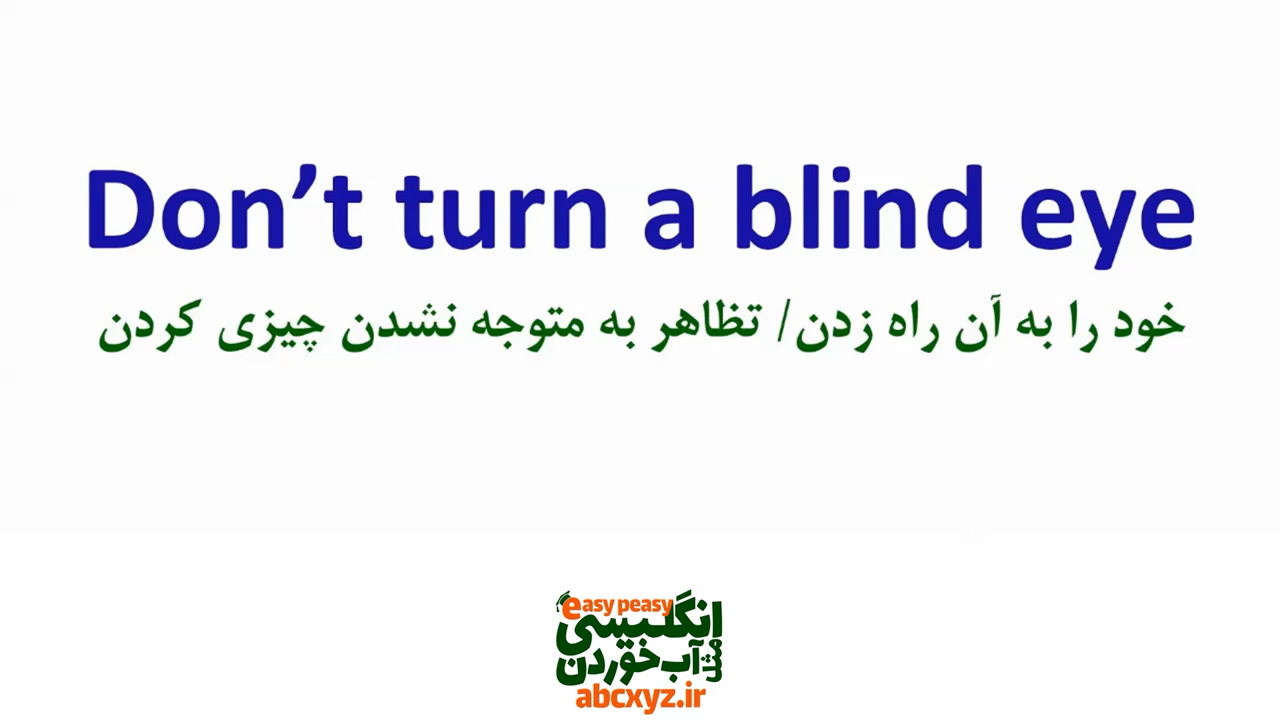 Don’t turn a blind eye
خود را به آن راه زدن/ تظاهر به متوجه نشدن چیزی کردن
easy peasy
انگلیسی
مثل آب خوردن
abcxyz.ir